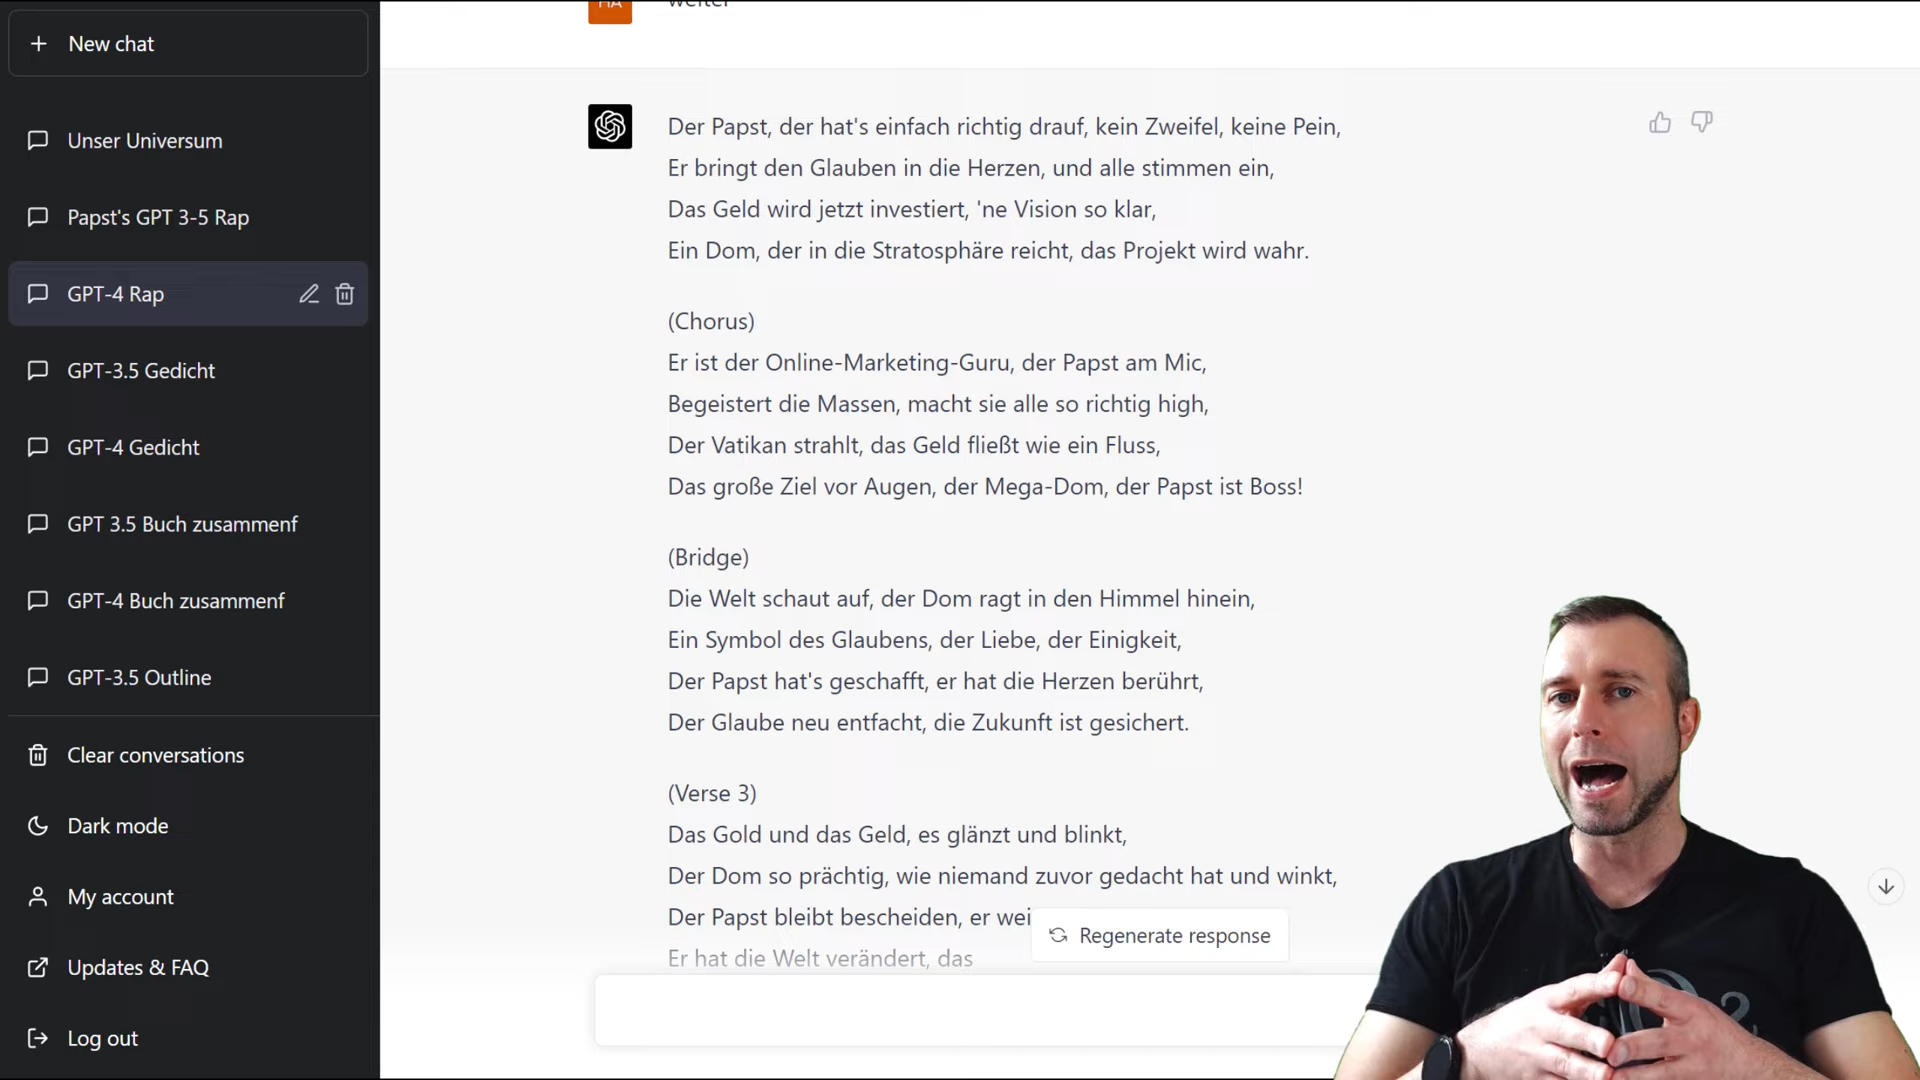 New chat
Unser Universum
Papst's GPT 3-5 Rap
GPT-4 Rap
GPT-3.5 Gedicht
GPT-4 Gedicht
GPT 3.5 Buch zusammenf
GPT-4 Buch zusammenf
GPT-3.5 Outline
Clear conversations
Dark mode
My account
Updates & FAQ
Log out
HA
weiter
Der Papst, der hat's einfach richtig drauf, kein Zweifel, keine Pein,
Er bringt den Glauben in die Herzen, und alle stimmen ein,
Das Geld wird jetzt investiert, 'ne Vision so klar,
Ein Dom, der in die Stratosphäre reicht, das Projekt wird wahr.
(Chorus)
Er ist der Online-Marketing-Guru, der Papst am Mic,
Begeistert die Massen, macht sie alle so richtig high,
Der Vatikan strahlt, das Geld fließt wie ein Fluss,
Das große Ziel vor Augen, der Mega-Dom, der Papst ist Boss!
(Bridge)
Die Welt schaut auf, der Dom ragt in den Himmel hinein,
Ein Symbol des Glaubens, der Liebe, der Einigkeit,
Der Papst hat's geschafft, er hat die Herzen berührt,
Der Glaube neu entfacht, die Zukunft ist gesichert.
(Verse 3)
Das Gold und das Geld, es glänzt und blinkt,
Der Dom so prächtig, wie niemand zuvor gedacht hat und winkt,
Der Papst bleibt bescheiden, er wei
Er hat die Welt verändert, das
Regenerate response